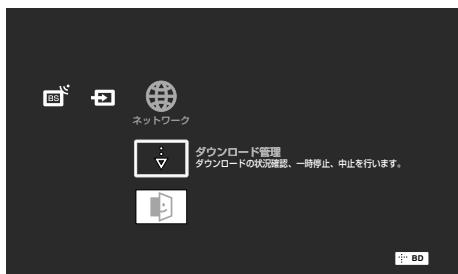 BS
ネットワーク
ダウンロード管理
ダウンロードの状況確認、一時停止、中止を行います。
BD